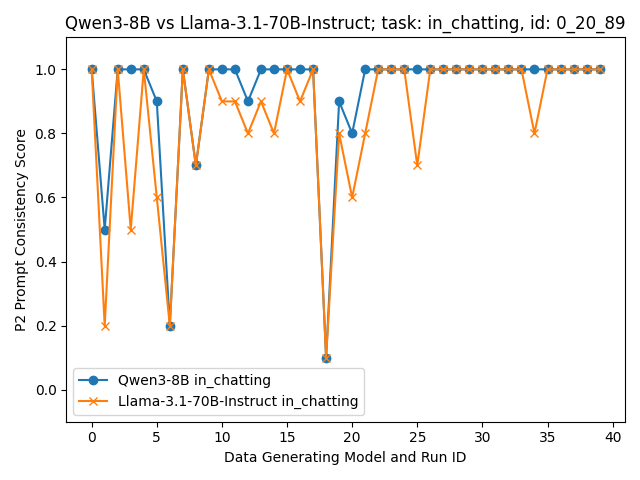 Qwen3-8B vs Llama-3.1-70B-Instruct; task: in_chatting, id: 0_20_89
P2 Prompt Consistency Score
1.0
0.8
0.6
0.4
0.2
0.0
Qwen3-8B in_chatting
Llama-3.1-70B-Instruct in_chatting
0 5 10 15 20 25 30 35 40
Data Generating Model and Run ID